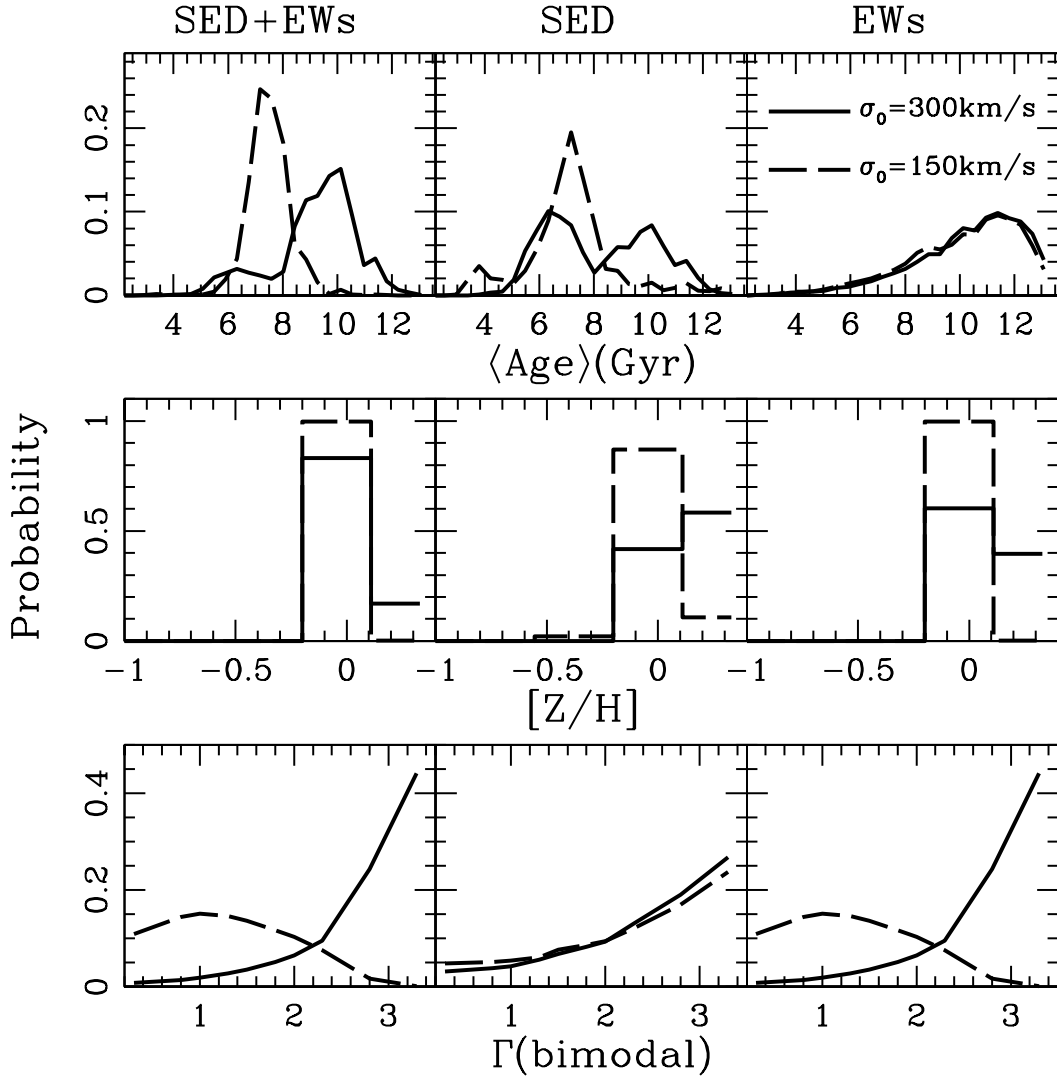 SED+EWs SED EWs
0.2
0.1
0
σ0=300km/s
σ0=150km/s
4 6 8 10 12 4 6 8 10 12 4 6 8 10 12
⟨Age⟩(Gyr)
Probability
1
0.5
0
-1 -0.5 0 -1 -0.5 0 -1 -0.5 0
[Z/H]
0.4
0.2
0
1 2 3 1 2 3 1 2 3
Γ(bimodal)